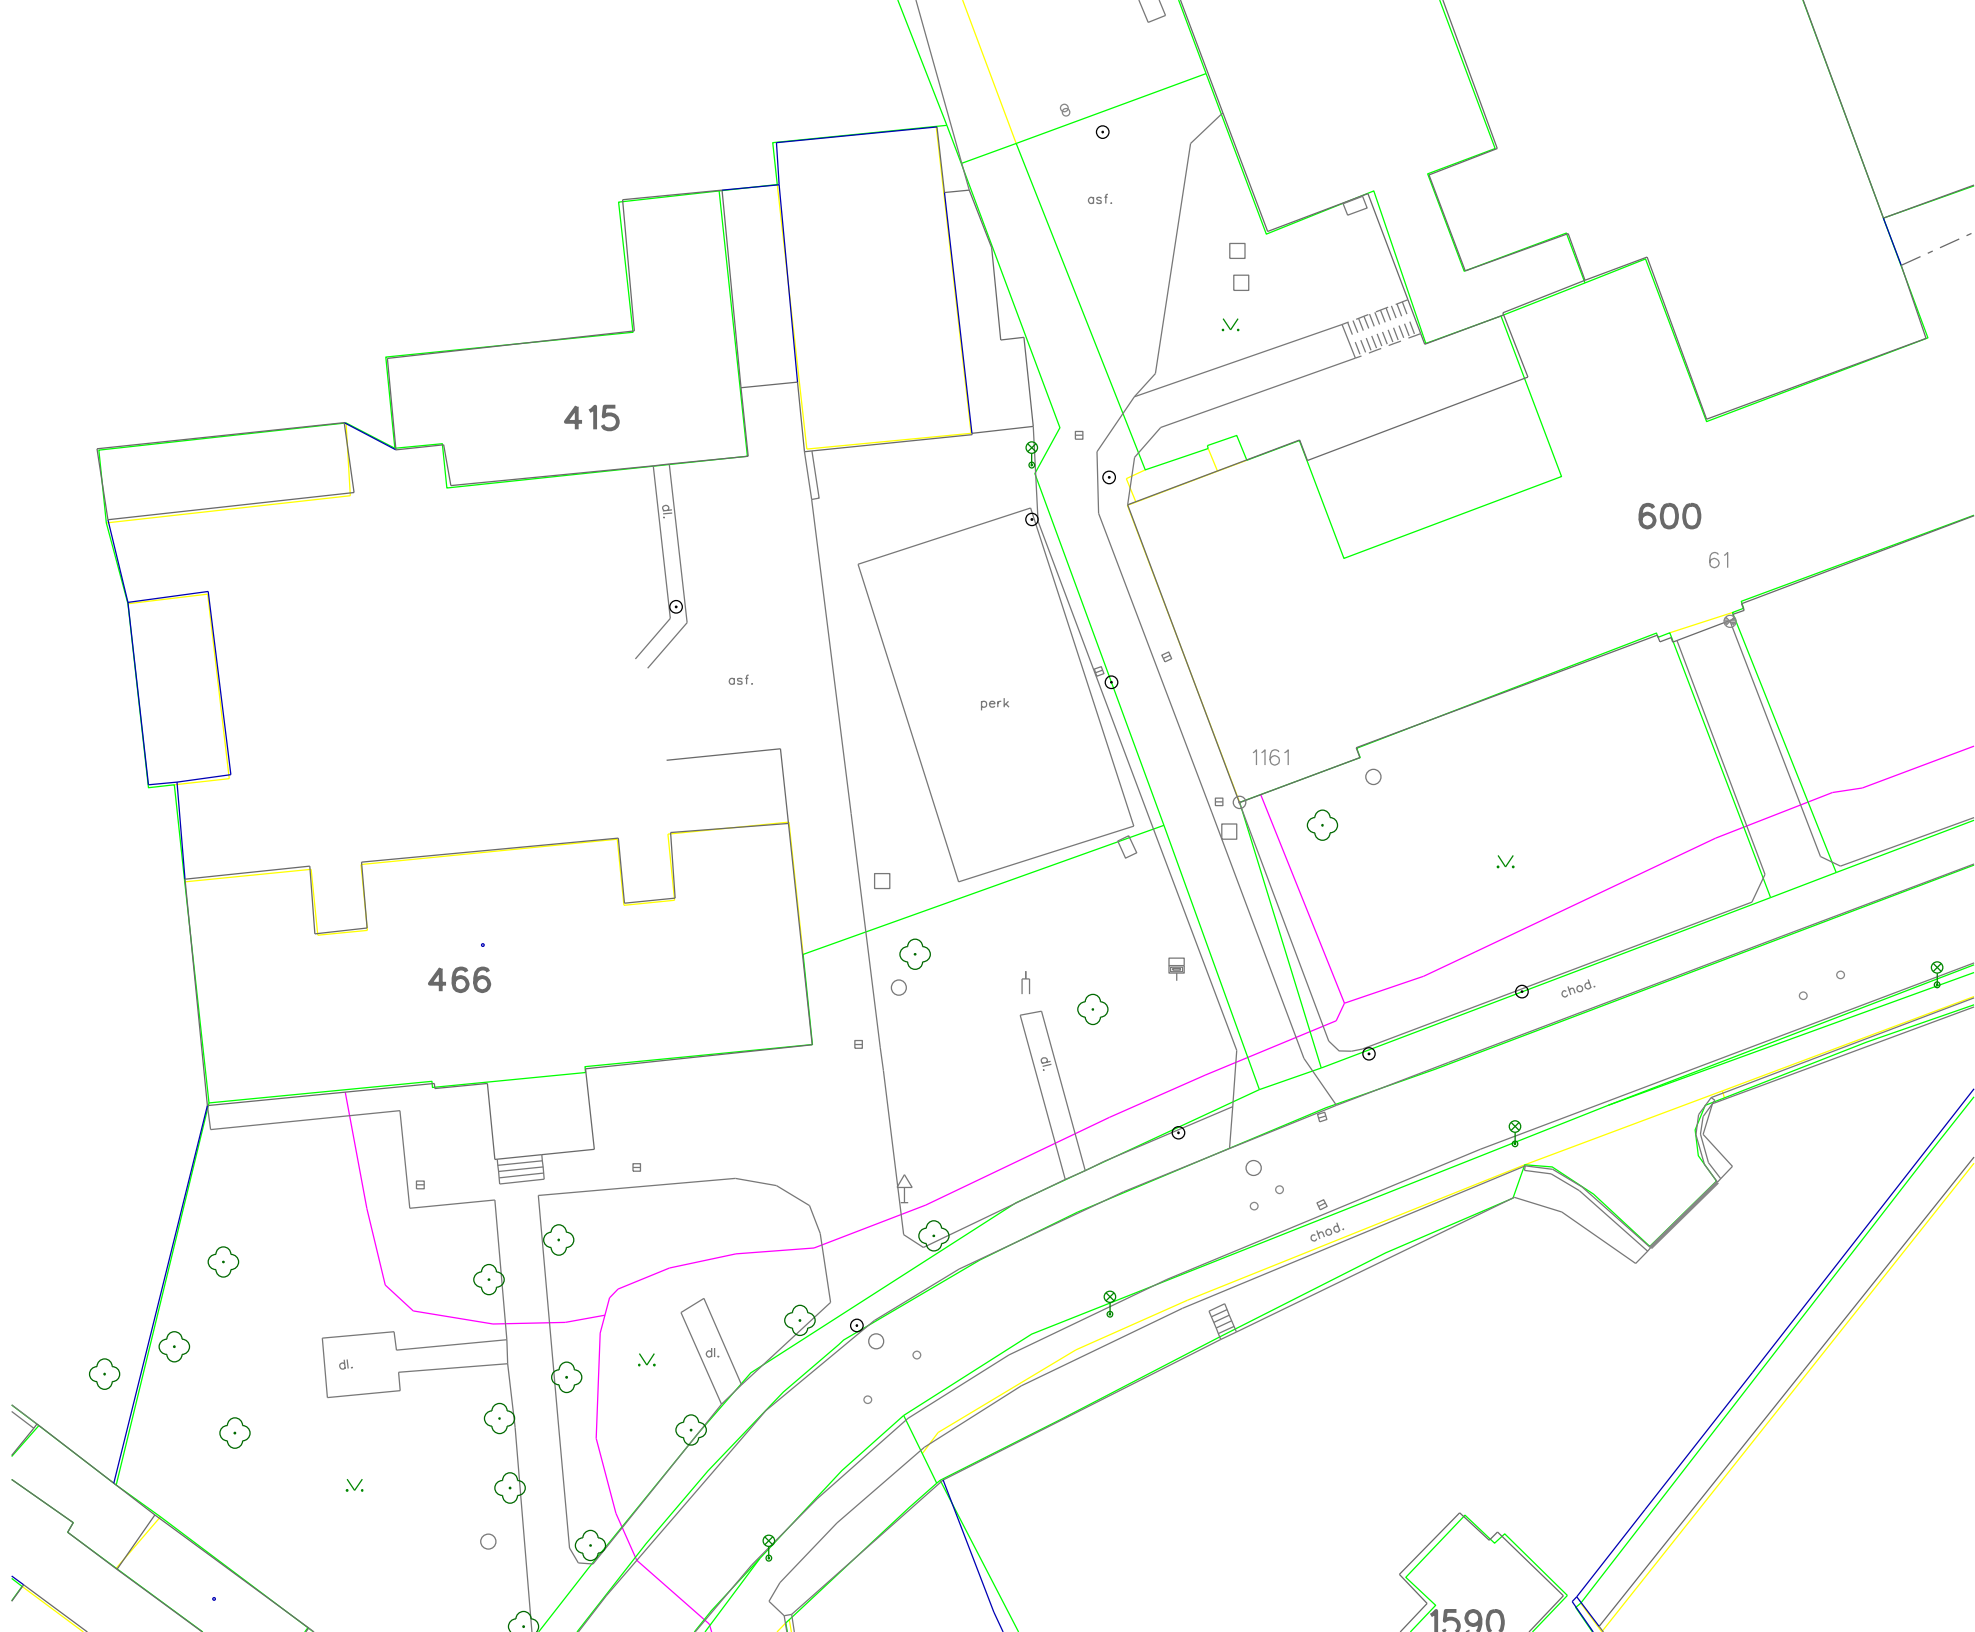 asf.
415
dl.
600
61
asf.
perk
1161
466
chod.
dl.
chod.
dl.
dl.
1590